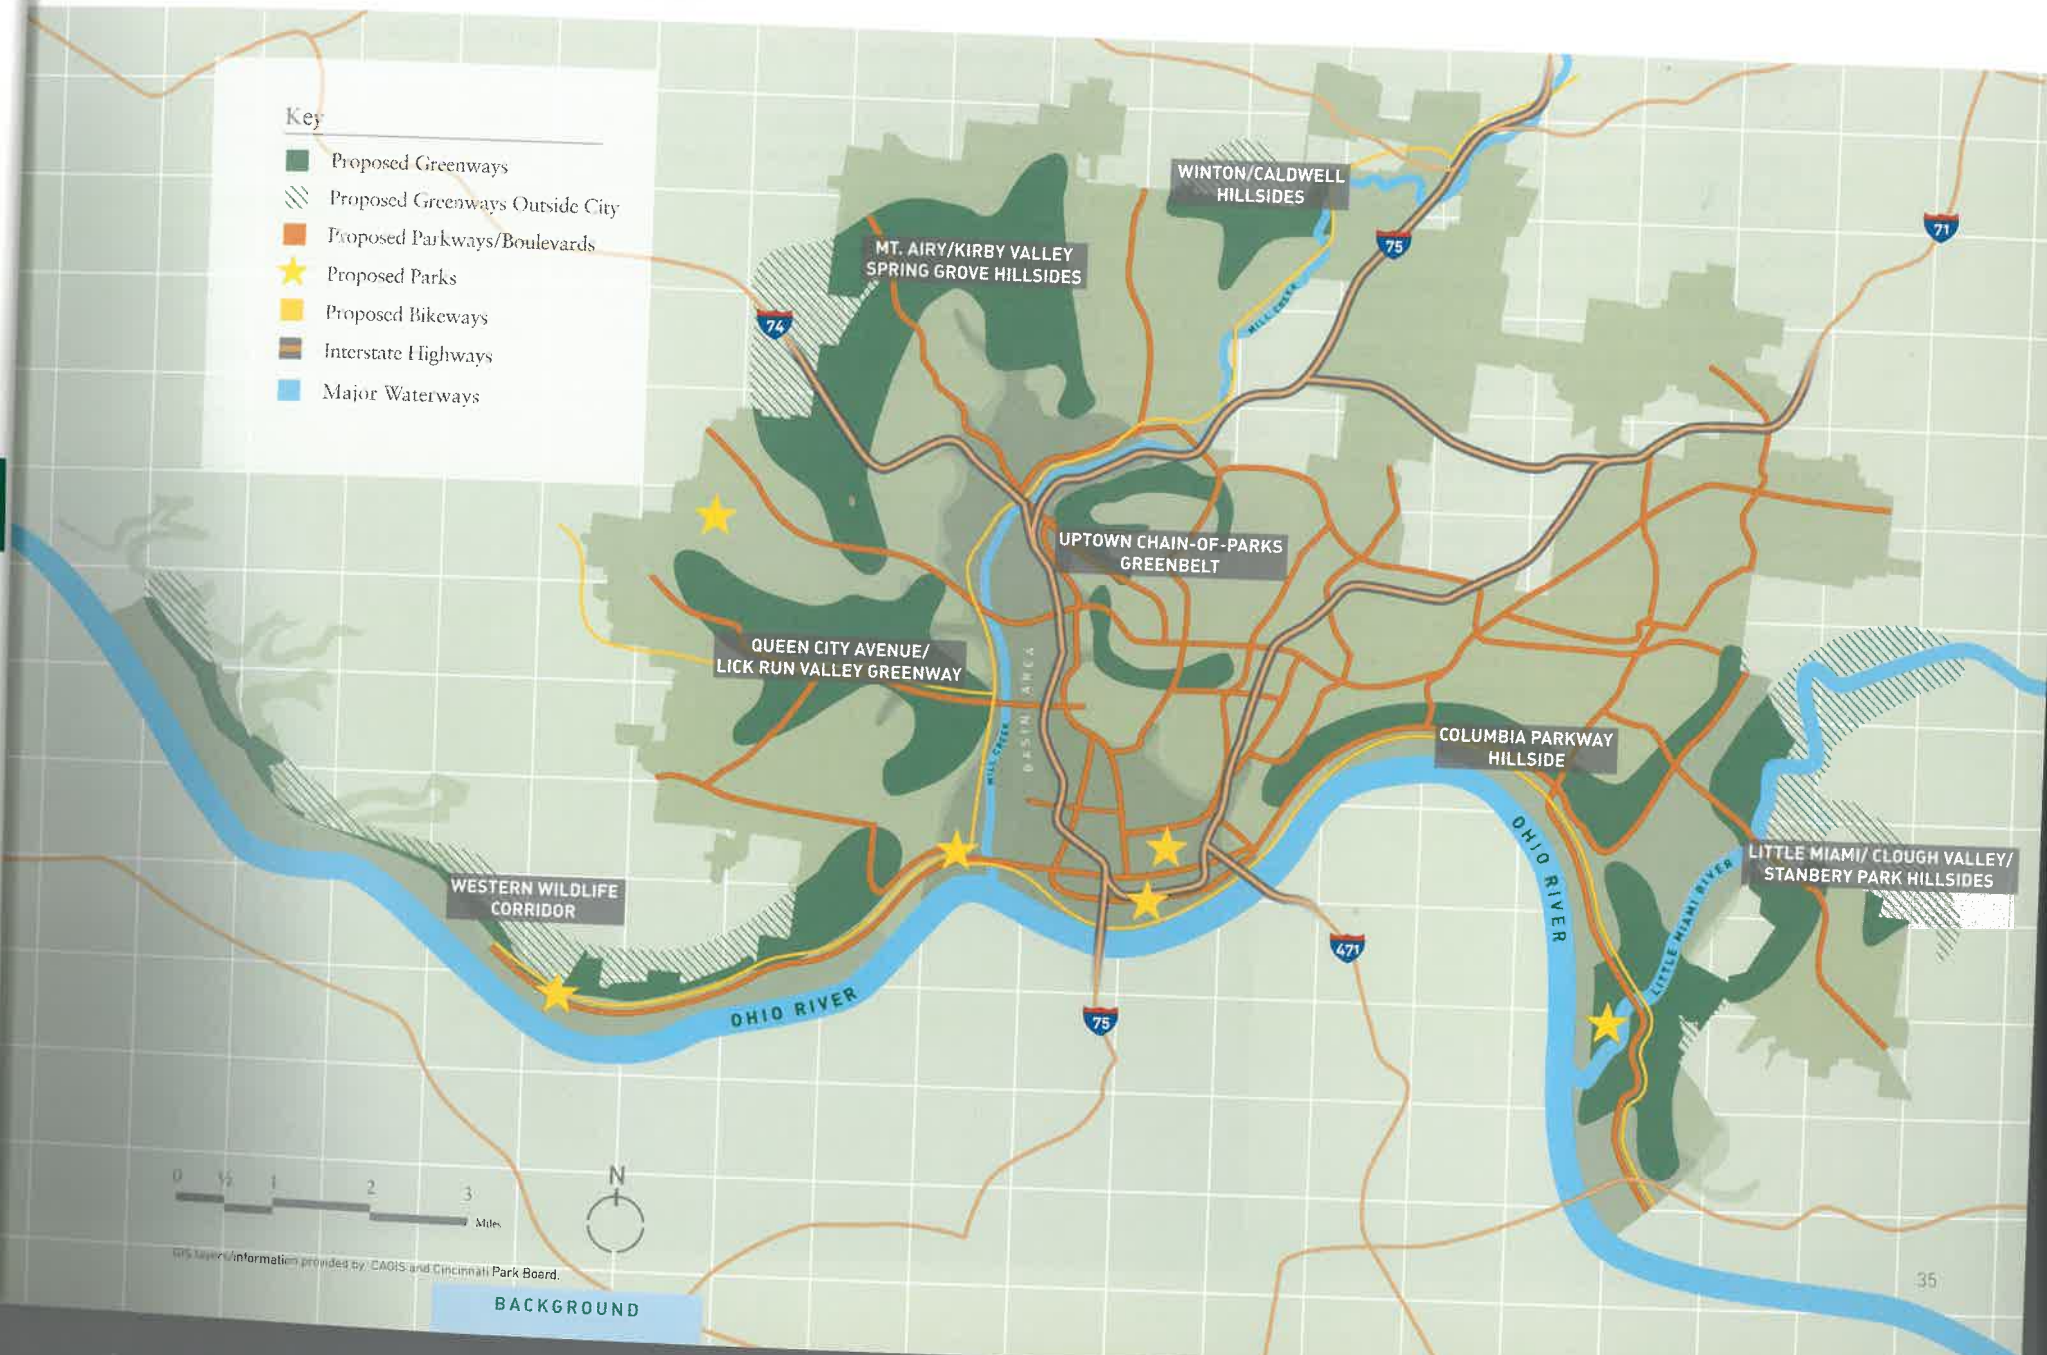 Key
Proposed Greenways
Proposed Greenways Outside City
Proposed Parkways/Boulevards
Proposed Parks
Proposed Bikeways
Interstate Highways
Major Waterways
WINTON/CALDWELL
HILLSIDES
75
71
MT. AIRY/KIRBY VALLEY
SPRING GROVE HILLSIDES
74
MILL CREEK
UPTOWN CHAIN-OF-PARKS
GREENBELT
QUEEN CITY AVENUE/
LICK RUN VALLEY GREENWAY
BASIN AREA
MILL CREEK
COLUMBIA PARKWAY
HILLSIDE
OHIO RIVER
LITTLE MIAMI/ CLOUGH VALLEY/
STANBERY PARK HILLSIDES
LITTLE MIAMI RIVER
WESTERN WILDLIFE
CORRIDOR
471
OHIO RIVER
75
N
0 ½ 1 2 3
Miles
GIS layers/information provided by CAGIS and Cincinnati Park Board.
35
BACKGROUND